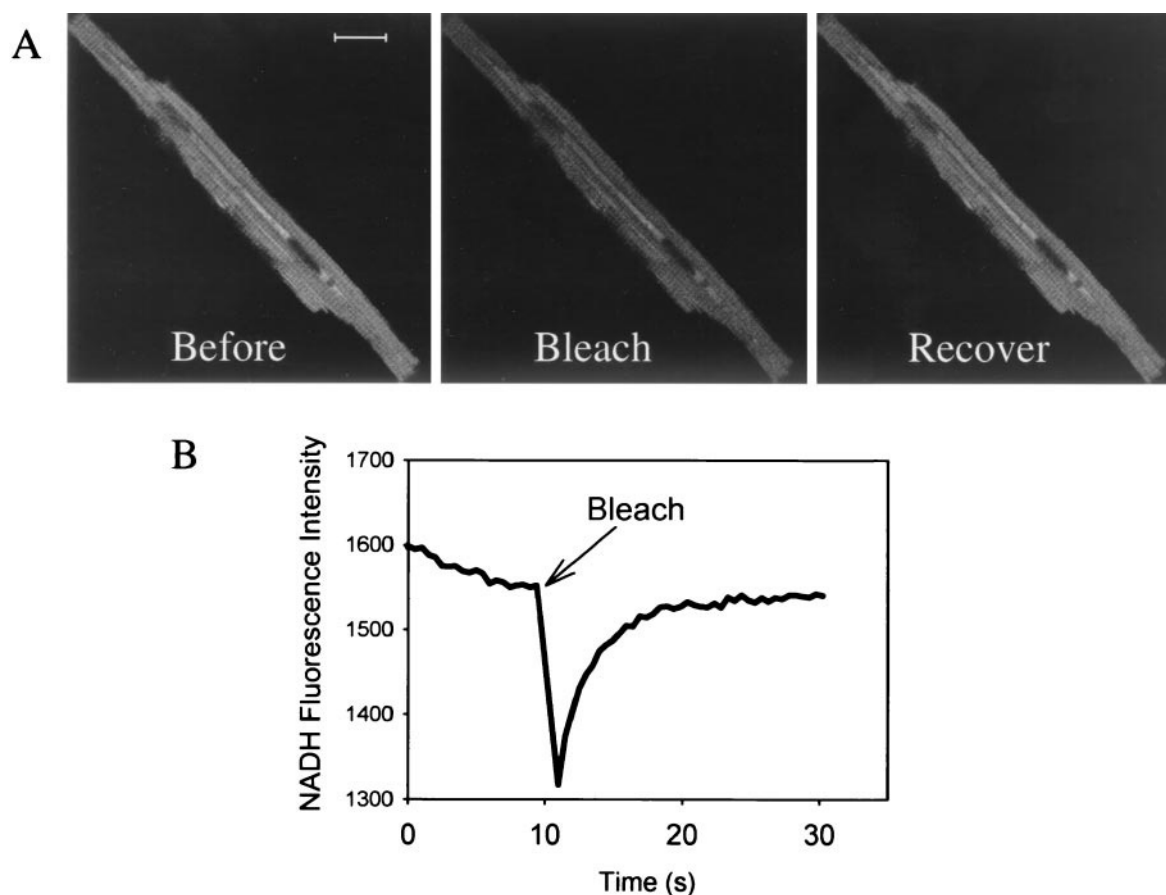 A
Before
Bleach
Recover
B
NADH Fluorescence Intensity
1700
1600
1500
1400
1300
Bleach
0 10 20 30
Time (s)